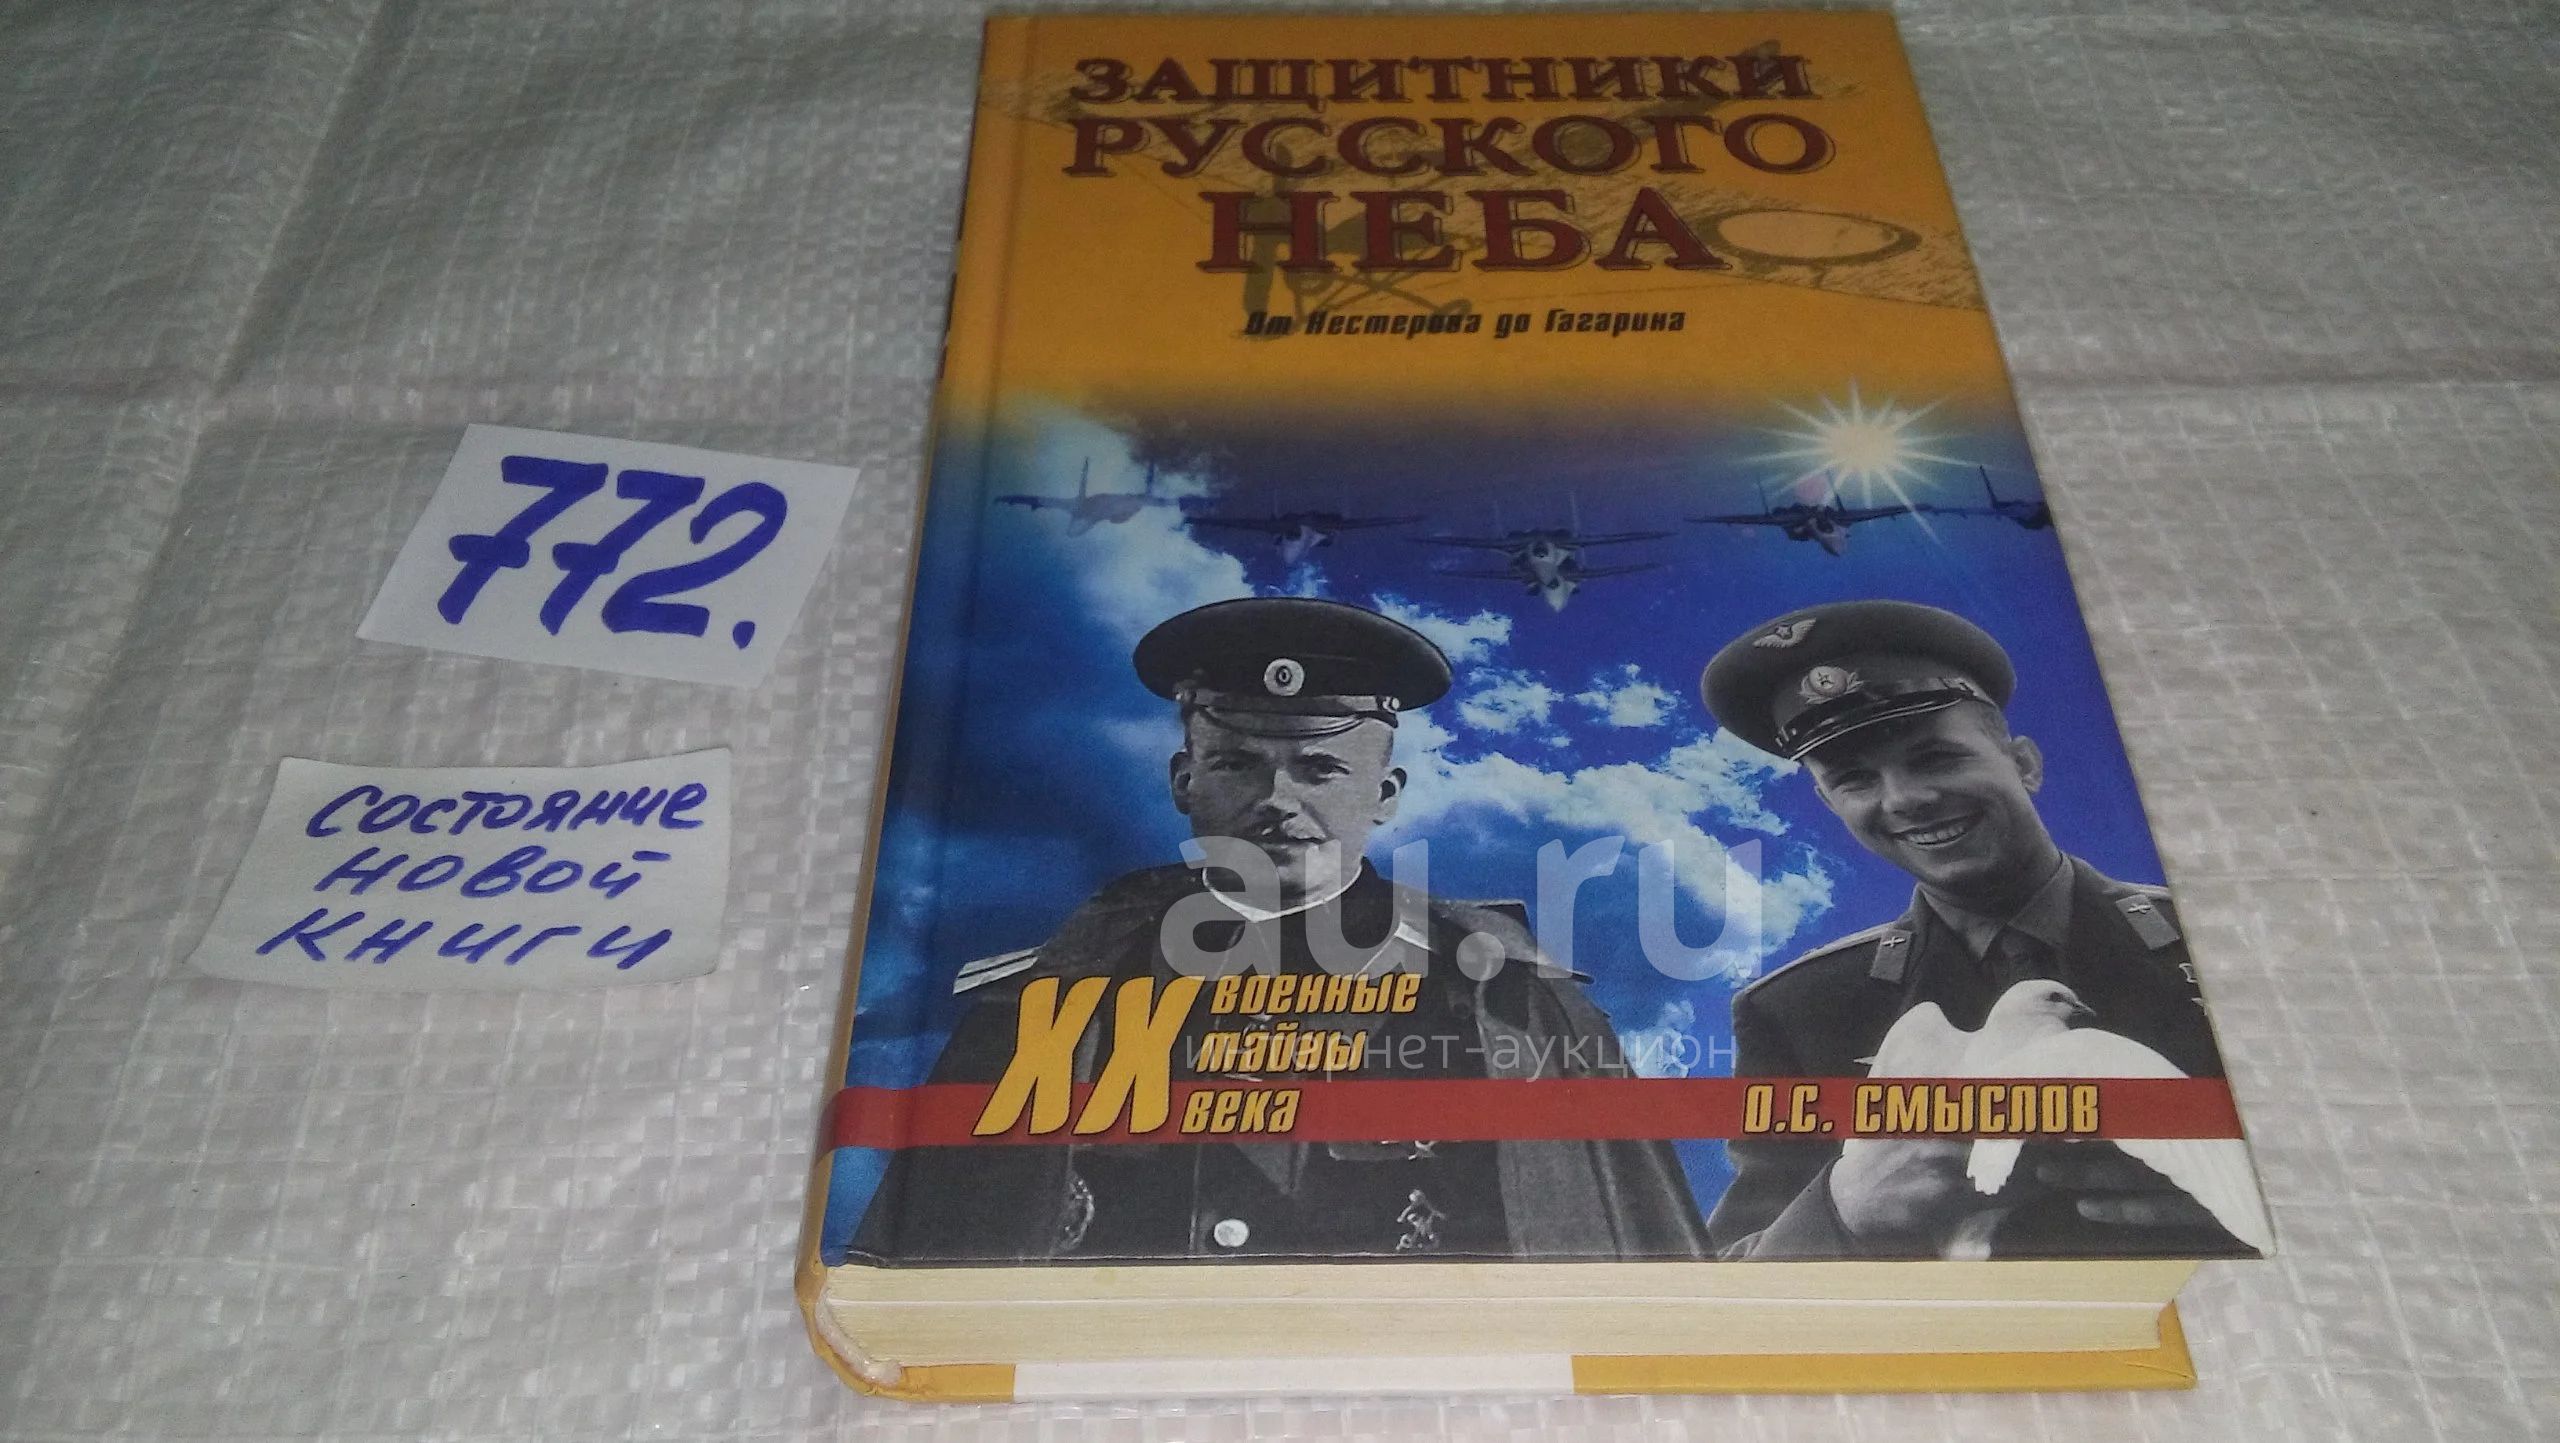 ЗАЩИТНИКИ
РУССКОГО
НЕБА
От Нестерова до Гагарина
772.
состояние
новой
книги
au.ru
интернет-аукцион
XX
военные
тайны
века
О.С. СМЫСЛОВ